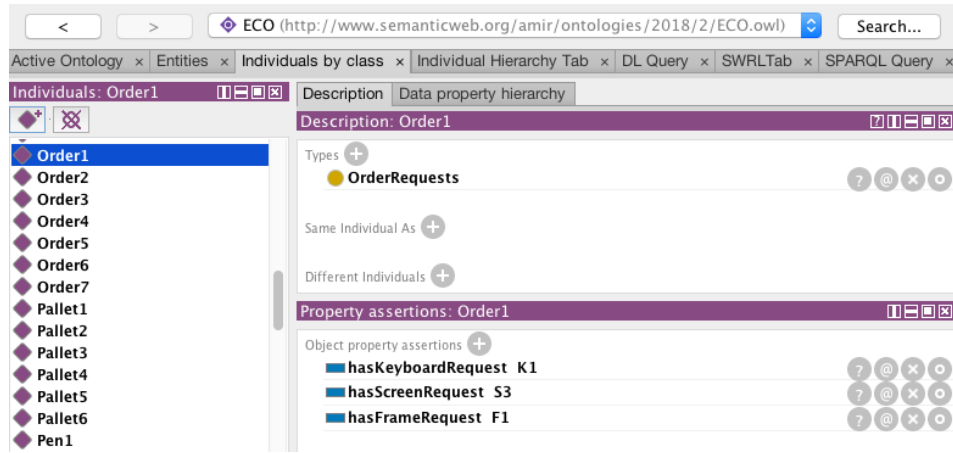 < > ECO (http://www.semanticweb.org/amir/ontologies/2018/2/ECO.owl) Search...
Active Ontology × Entities × Individuals by class × Individual Hierarchy Tab × DL Query × SWRLTab × SPARQL Query ×
Individuals: Order1
Order1
Order2
Order3
Order4
Order5
Order6
Order7
Pallet1
Pallet2
Pallet3
Pallet4
Pallet5
Pallet6
Pen1
Description Data property hierarchy
Description: Order1
Types
OrderRequests
Same Individual As
Different Individuals
Property assertions: Order1
Object property assertions
hasKeyboardRequest K1
hasScreenRequest S3
hasFrameRequest F1